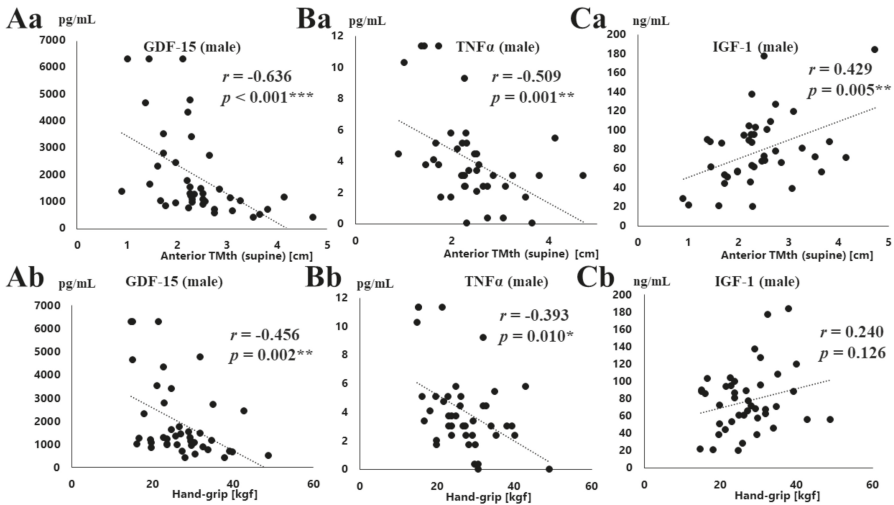 Aa
pg/mL
GDF-15 (male)
r = -0.636
p < 0.001***
7000
6000
5000
4000
3000
2000
1000
0
0 1 2 3 4 5
Anterior TMth (supine) [cm]
Ba
pg/mL
TNFα (male)
r = -0.509
p = 0.001**
12
10
8
6
4
2
0
0 1 2 3 4 5
Anterior TMth (supine) [cm]
Ca
ng/mL
IGF-1 (male)
r = 0.429
p = 0.005**
200
180
160
140
120
100
80
60
40
20
0
0 1 2 3 4 5
Anterior TMth (supine) [cm]
Ab
pg/mL
GDF-15 (male)
r = -0.456
p = 0.002**
7000
6000
5000
4000
3000
2000
1000
0
0 20 40 60
Hand-grip [kgf]
Bb
pg/mL
TNFα (male)
r = -0.393
p = 0.010*
12
10
8
6
4
2
0
0 20 40 60
Hand-grip [kgf]
Cb
ng/mL
IGF-1 (male)
r = 0.240
p = 0.126
200
180
160
140
120
100
80
60
40
20
0
0 20 40 60
Hand-grip [kgf]